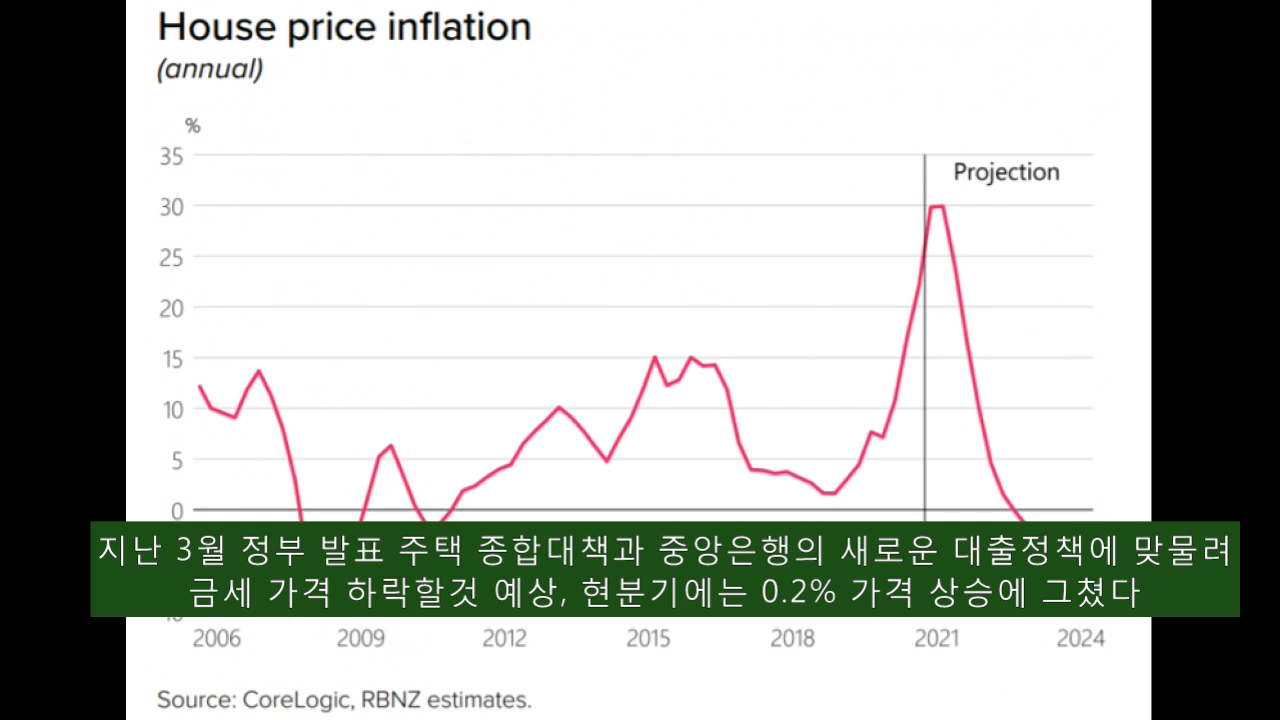 House price inflation
(annual)
%
35
Projection
30
25
20
15
10
5
0
지난 3월 정부 발표 주택 종합대책과 중앙은행의 새로운 대출정책에 맞물려
금세 가격 하락할것 예상, 현분기에는 0.2% 가격 상승에 그쳤다
2006 2009 2012 2015 2018 2021 2024
Source: CoreLogic, RBNZ estimates.